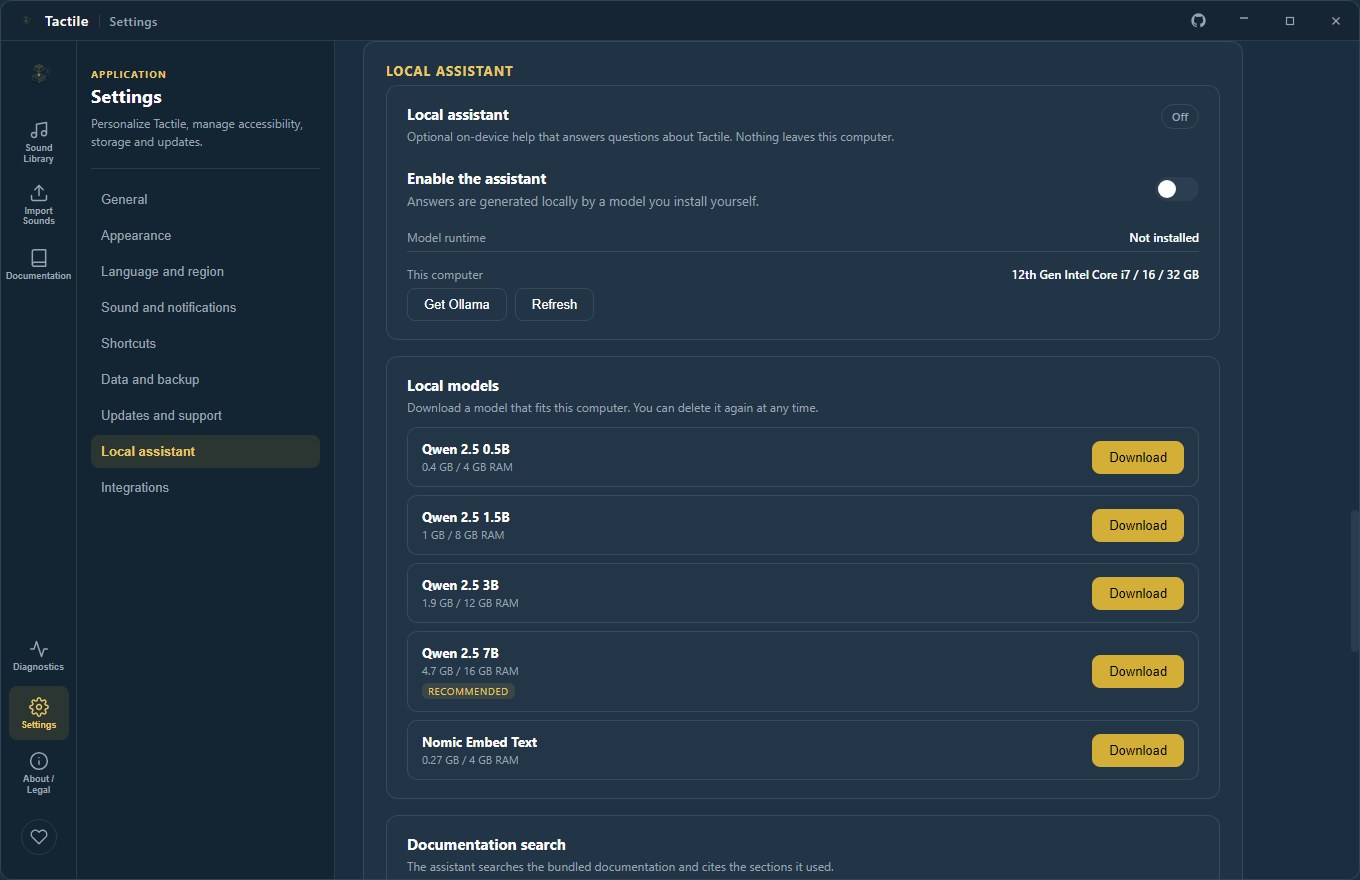 Tactile
Settings
Sound
Library
Import
Sounds
Documentation
Diagnostics
Settings
About /
Legal
APPLICATION
Settings
Personalize Tactile, manage accessibility,
storage and updates.
General
Appearance
Language and region
Sound and notifications
Shortcuts
Data and backup
Updates and support
Local assistant
Integrations
LOCAL ASSISTANT
Local assistant
Off
Optional on-device help that answers questions about Tactile. Nothing leaves this computer.
Enable the assistant
Answers are generated locally by a model you install yourself.
Model runtime
Not installed
This computer
12th Gen Intel Core i7 / 16 / 32 GB
Get Ollama
Refresh
Local models
Download a model that fits this computer. You can delete it again at any time.
Qwen 2.5 0.5B
0.4 GB / 4 GB RAM
Download
Qwen 2.5 1.5B
1 GB / 8 GB RAM
Download
Qwen 2.5 3B
1.9 GB / 12 GB RAM
Download
Qwen 2.5 7B
4.7 GB / 16 GB RAM
RECOMMENDED
Download
Nomic Embed Text
0.27 GB / 4 GB RAM
Download
Documentation search
The assistant searches the bundled documentation and cites the sections it used.